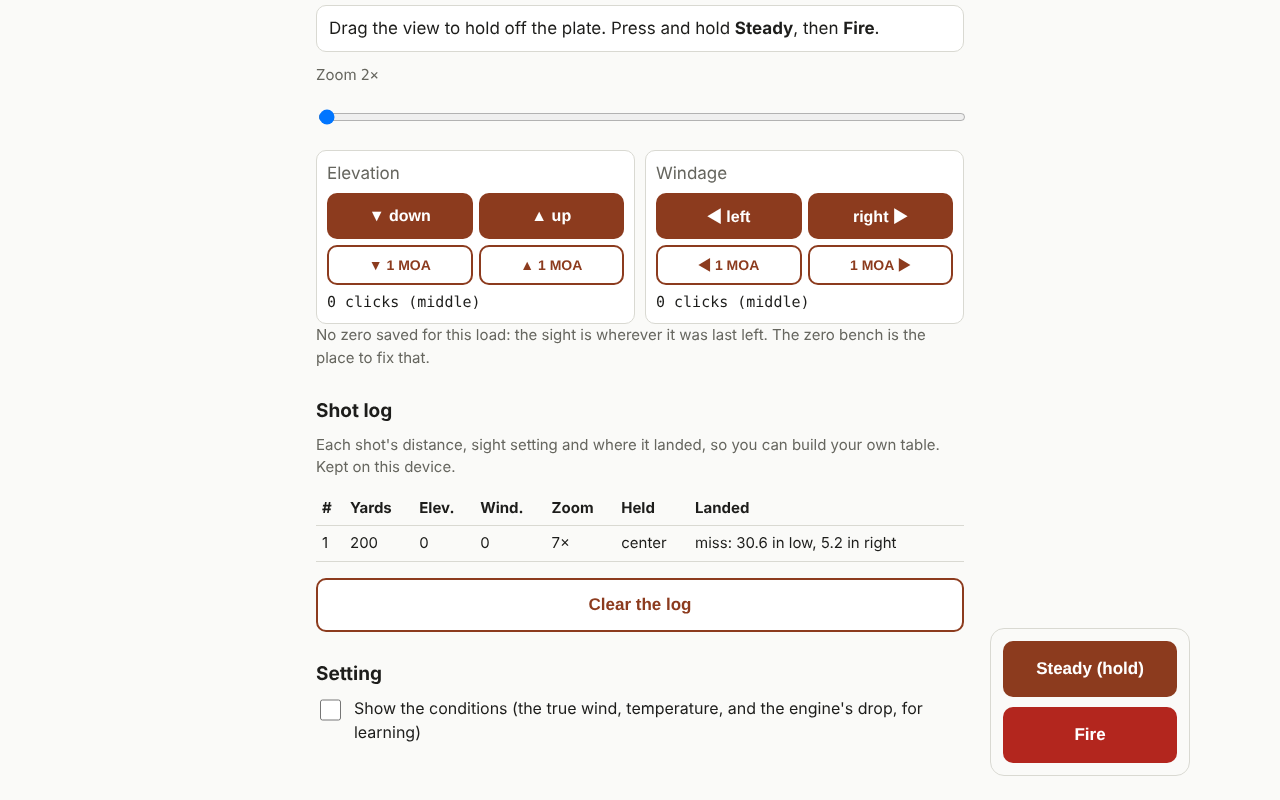 Drag the view to hold off the plate. Press and hold Steady, then Fire.
Zoom 2×
Elevation
▼ down
▲ up
▼ 1 MOA
▲ 1 MOA
0 clicks (middle)
Windage
◀ left
right ▶
◀ 1 MOA
1 MOA ▶
0 clicks (middle)
No zero saved for this load: the sight is wherever it was last left. The zero bench is the
place to fix that.
Shot log
Each shot's distance, sight setting and where it landed, so you can build your own table.
Kept on this device.
# Yards Elev. Wind. Zoom Held Landed
1 200 0 0 7× center miss: 30.6 in low, 5.2 in right
Clear the log
Setting
Show the conditions (the true wind, temperature, and the engine's drop, for
learning)
Steady (hold)
Fire